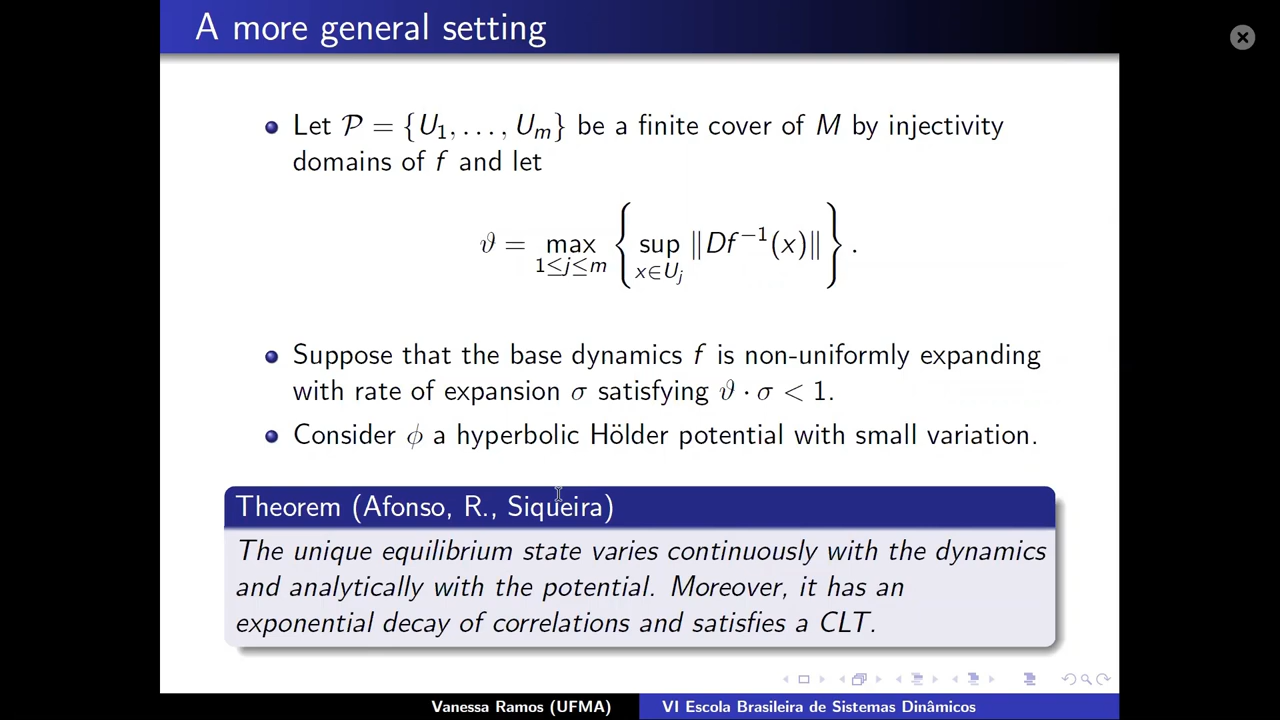 A more general setting
Let 𝒫 = {U₁, . . . , Uₘ} be a finite cover of M by injectivity
domains of f and let
ϑ = max_{1≤j≤m} { sup_{x∈U_j} ‖Df⁻¹(x)‖ } .
Suppose that the base dynamics f is non-uniformly expanding
with rate of expansion σ satisfying ϑ · σ < 1.
Consider ϕ a hyperbolic Hölder potential with small variation.
Theorem (Afonso, R., Siqueira)
The unique equilibrium state varies continuously with the dynamics
and analytically with the potential. Moreover, it has an
exponential decay of correlations and satisfies a CLT.
Vanessa Ramos (UFMA) VI Escola Brasileira de Sistemas Dinâmicos